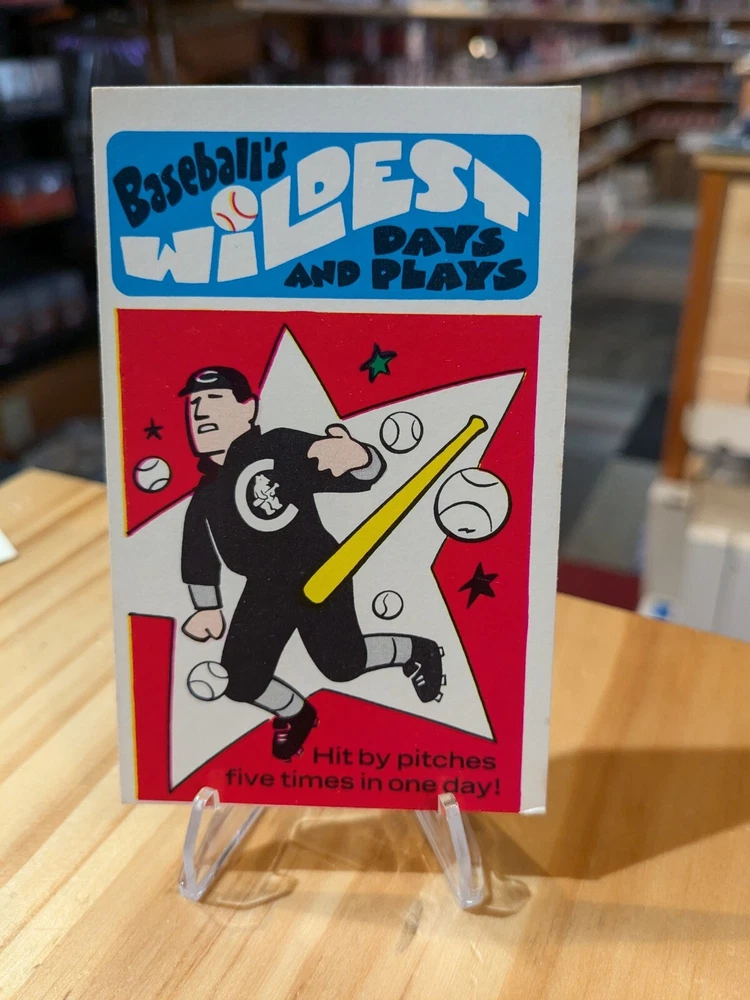 Baseball's
WiLDEST
DAYS
AND PLAYS
C
C
Hit by pitches
five times in one day!